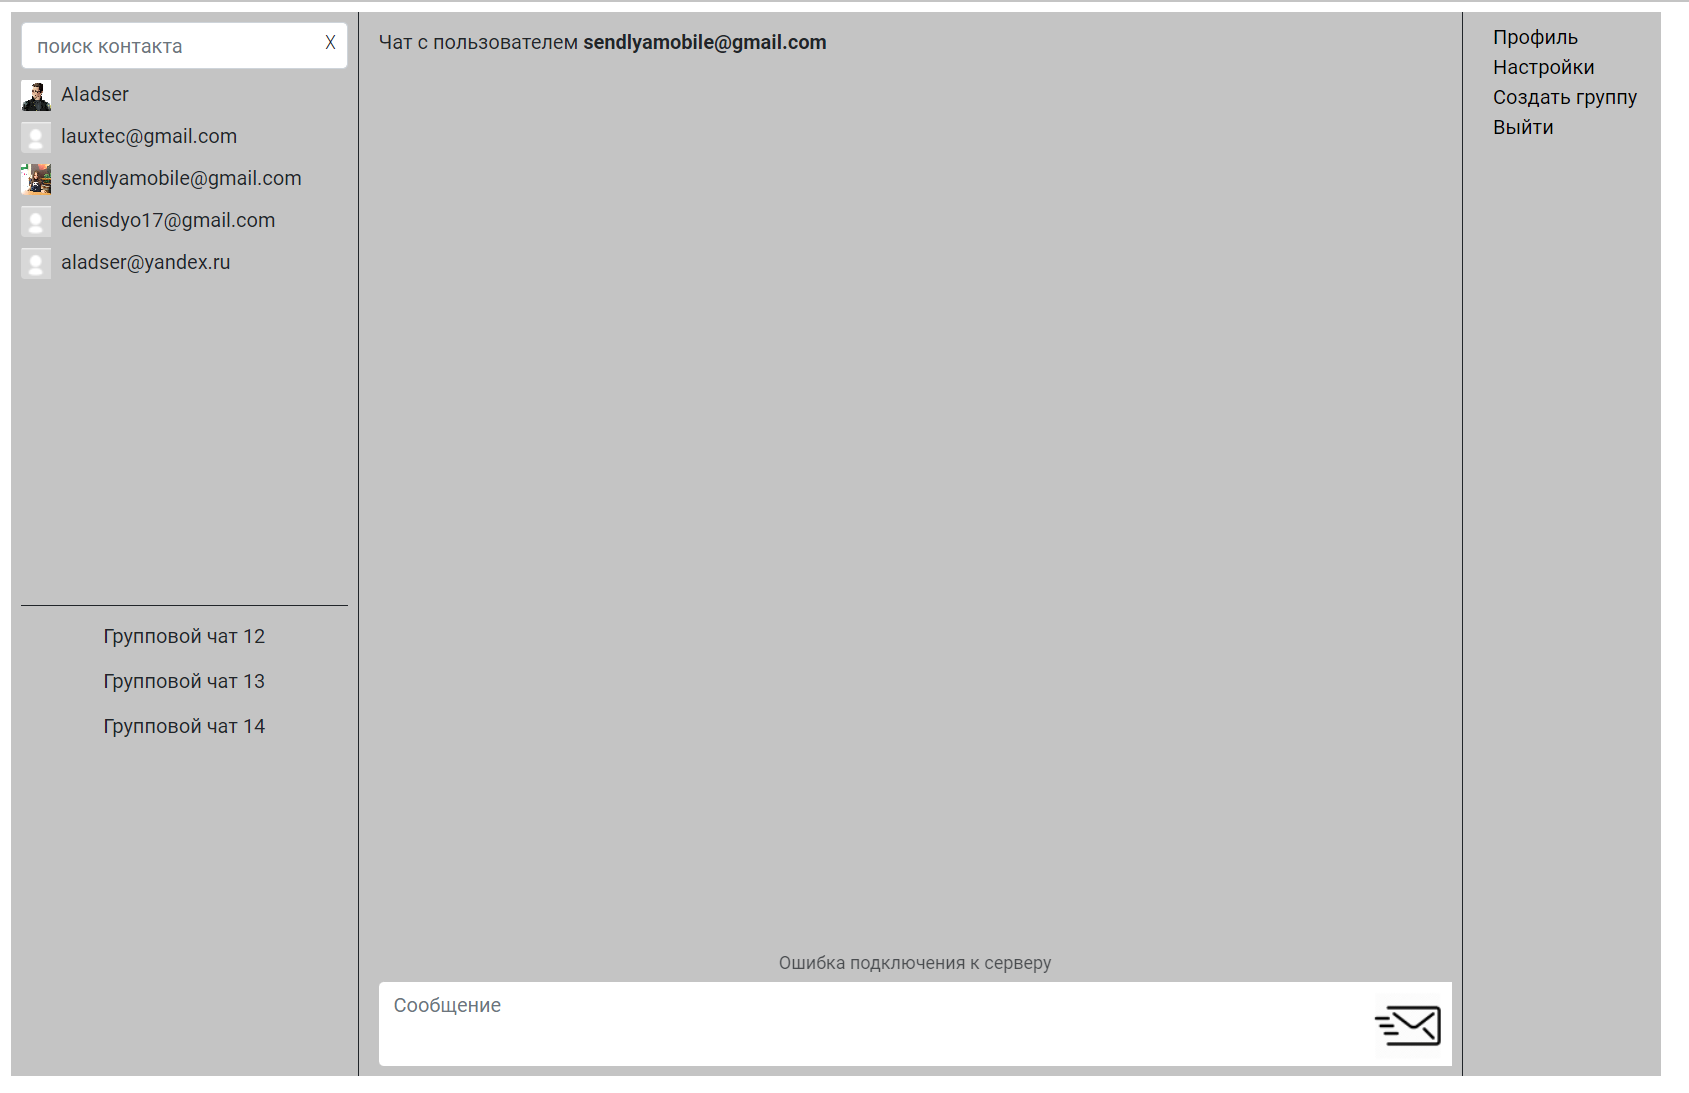 поиск контакта X
Aladser
lauxtec@gmail.com
sendlyamobile@gmail.com
denisdyo17@gmail.com
aladser@yandex.ru
Групповой чат 12
Групповой чат 13
Групповой чат 14
Чат с пользователем sendlyamobile@gmail.com
Ошибка подключения к серверу
Сообщение
Профиль
Настройки
Создать группу
Выйти